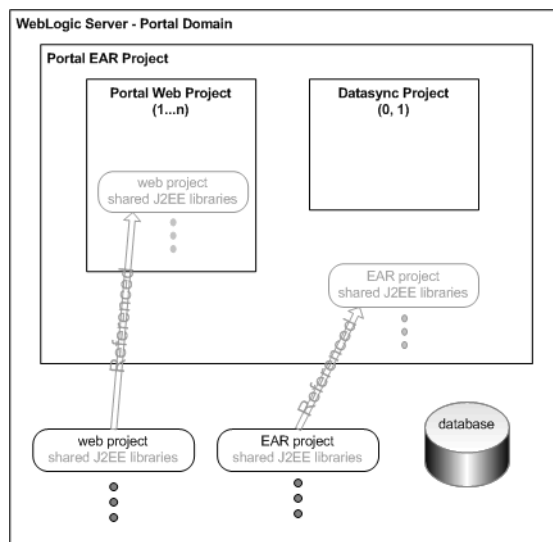 WebLogic Server - Portal Domain
Portal EAR Project
Portal Web Project
(1...n)
Datasync Project
(0, 1)
web project
shared J2EE libraries
EAR project
shared J2EE libraries
Referenced
Referenced
web project
shared J2EE libraries
EAR project
shared J2EE libraries
database